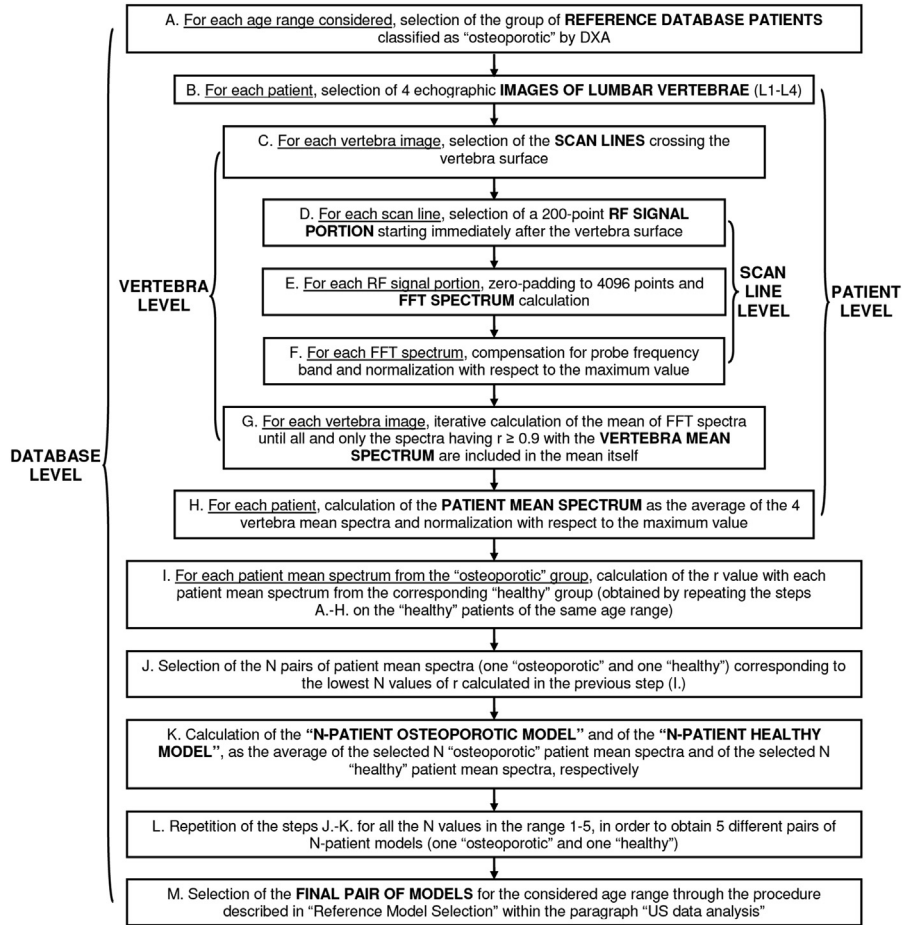 A. For each age range considered, selection of the group of REFERENCE DATABASE PATIENTS
classified as “osteoporotic” by DXA
B. For each patient, selection of 4 echographic IMAGES OF LUMBAR VERTEBRAE (L1-L4)
C. For each vertebra image, selection of the SCAN LINES crossing the
vertebra surface
D. For each scan line, selection of a 200-point RF SIGNAL
PORTION starting immediately after the vertebra surface
E. For each RF signal portion, zero-padding to 4096 points and
FFT SPECTRUM calculation
F. For each FFT spectrum, compensation for probe frequency
band and normalization with respect to the maximum value
G. For each vertebra image, iterative calculation of the mean of FFT spectra
until all and only the spectra having r ≥ 0.9 with the VERTEBRA MEAN
SPECTRUM are included in the mean itself
H. For each patient, calculation of the PATIENT MEAN SPECTRUM as the average of the 4
vertebra mean spectra and normalization with respect to the maximum value
I. For each patient mean spectrum from the “osteoporotic” group, calculation of the r value with each
patient mean spectrum from the corresponding “healthy” group (obtained by repeating the steps
A.-H. on the “healthy” patients of the same age range)
J. Selection of the N pairs of patient mean spectra (one “osteoporotic” and one “healthy”) corresponding to
the lowest N values of r calculated in the previous step (I.)
K. Calculation of the “N-PATIENT OSTEOPOROTIC MODEL” and of the “N-PATIENT HEALTHY
MODEL”, as the average of the selected N “osteoporotic” patient mean spectra and of the selected N
“healthy” patient mean spectra, respectively
L. Repetition of the steps J.-K. for all the N values in the range 1-5, in order to obtain 5 different pairs of
N-patient models (one “osteoporotic” and one “healthy”)
M. Selection of the FINAL PAIR OF MODELS for the considered age range through the procedure
described in “Reference Model Selection” within the paragraph “US data analysis”
DATABASE
LEVEL
VERTEBRA
LEVEL
SCAN
LINE
LEVEL
PATIENT
LEVEL